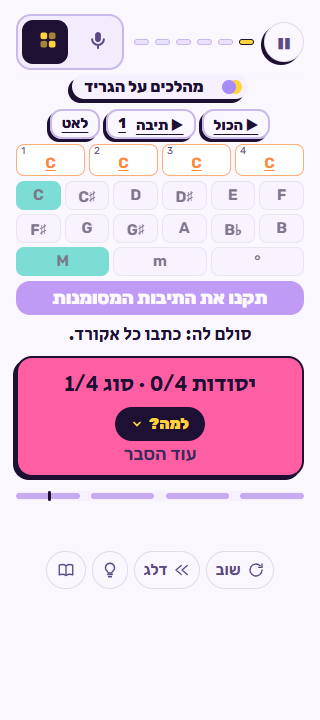 מהלכים על הגריד
הכול תיבה 1 לאט
1 C 2 C 3 C 4 C
C C♯ D D♯ E F
F♯ G G♯ A B♭ B
M m °
תקנו את התיבות המסומנות
סולם לה: כתבו כל אקורד.
יסודות 0/4 · סוג 1/4
למה?
עוד הסבר
שוב דלג